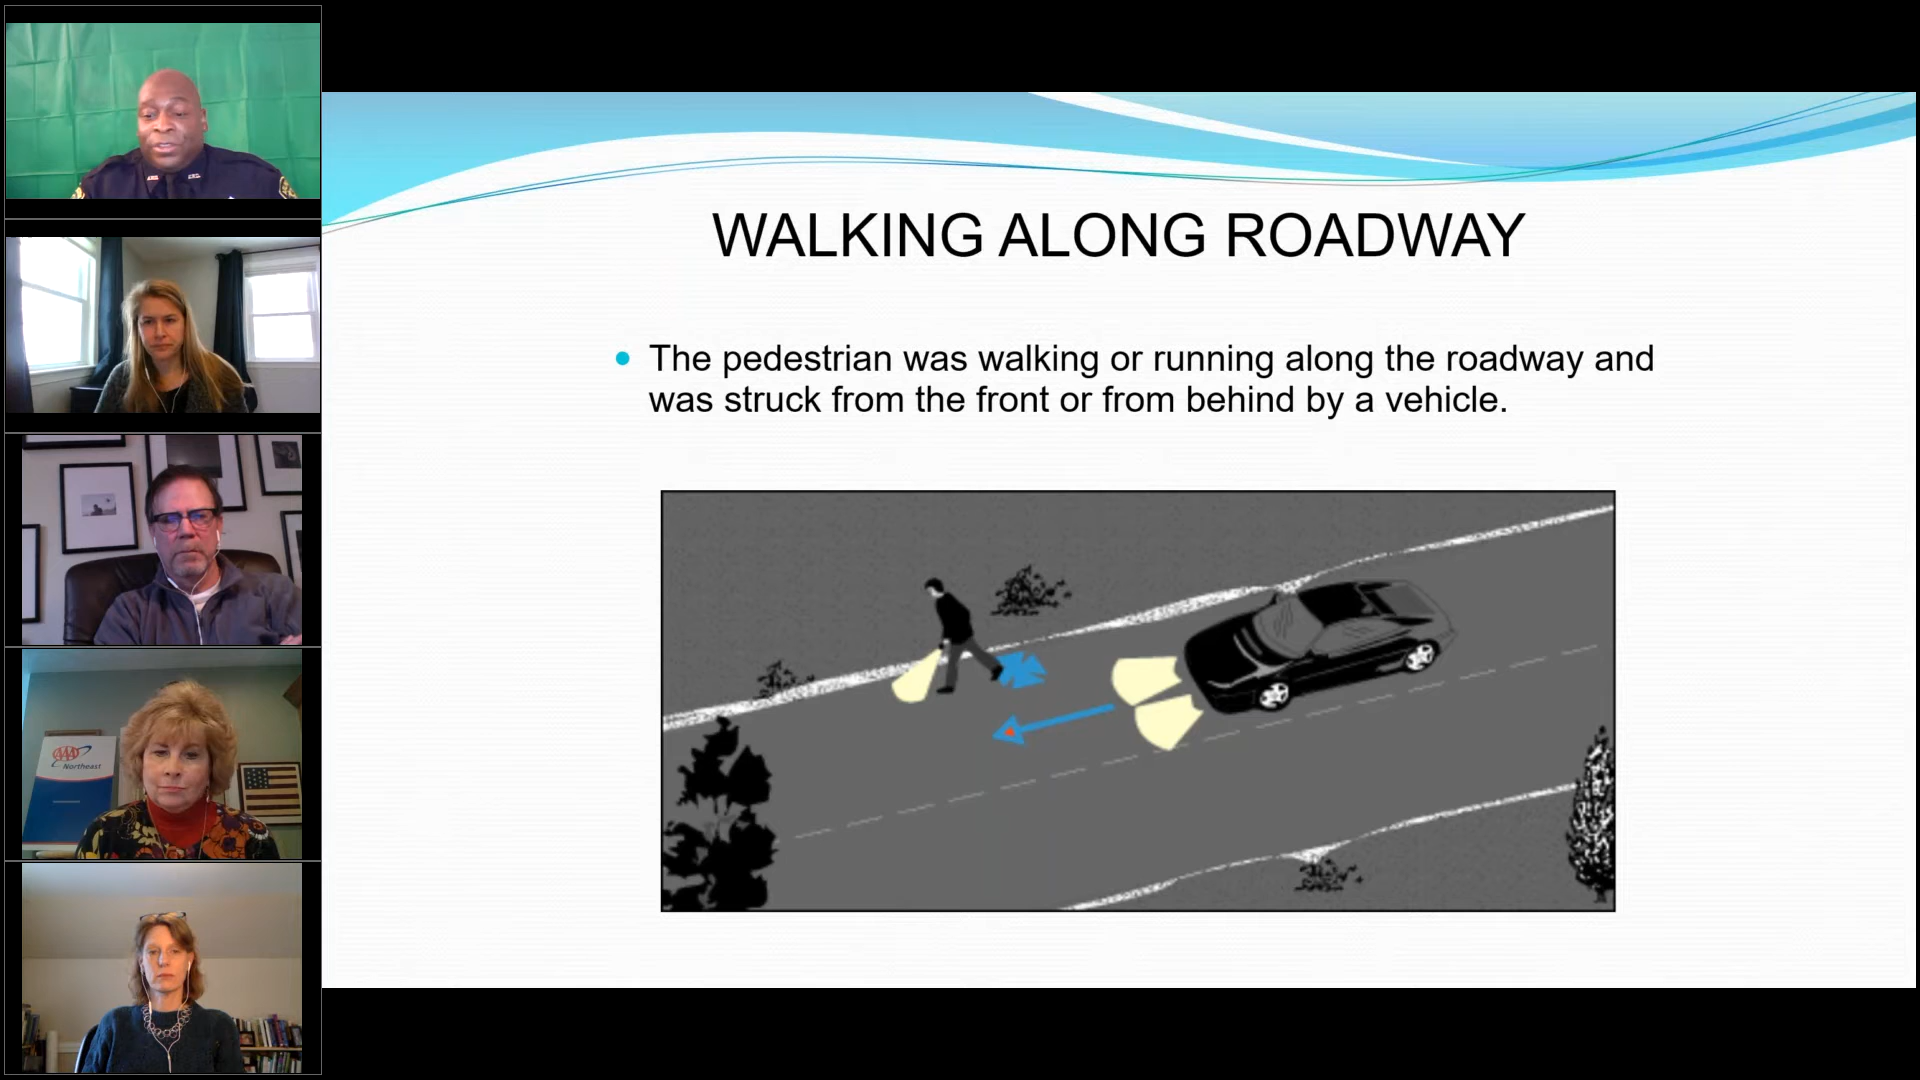 WALKING ALONG ROADWAY
The pedestrian was walking or running along the roadway and
was struck from the front or from behind by a vehicle.
AAA
Northeast